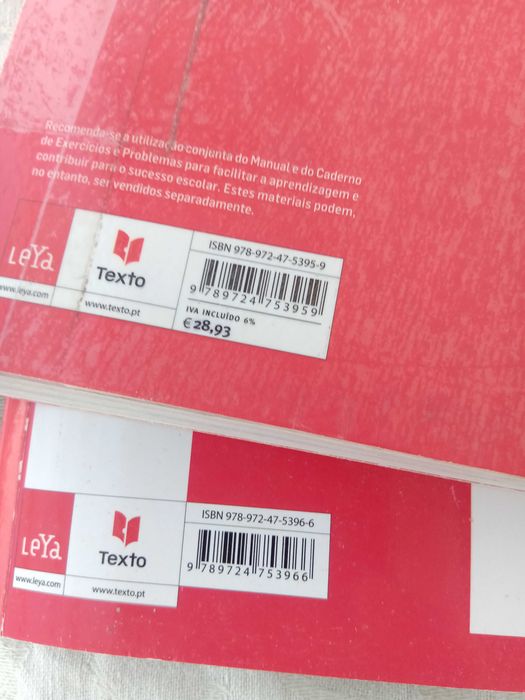 Recomenda-se a utilização conjunta do Manual e do Caderno
de Exercícios e Problemas para facilitar a aprendizagem e
contribuir para o sucesso escolar. Estes materiais podem,
no entanto, ser vendidos separadamente.
LeYa
www.leya.com
Texto
www.texto.pt
ISBN 978-972-47-5395-9
9 789724 753959
IVA INCLUÍDO 6%
€ 28,93
LeYa
www.leya.com
Texto
www.texto.pt
ISBN 978-972-47-5396-6
9 789724 753966